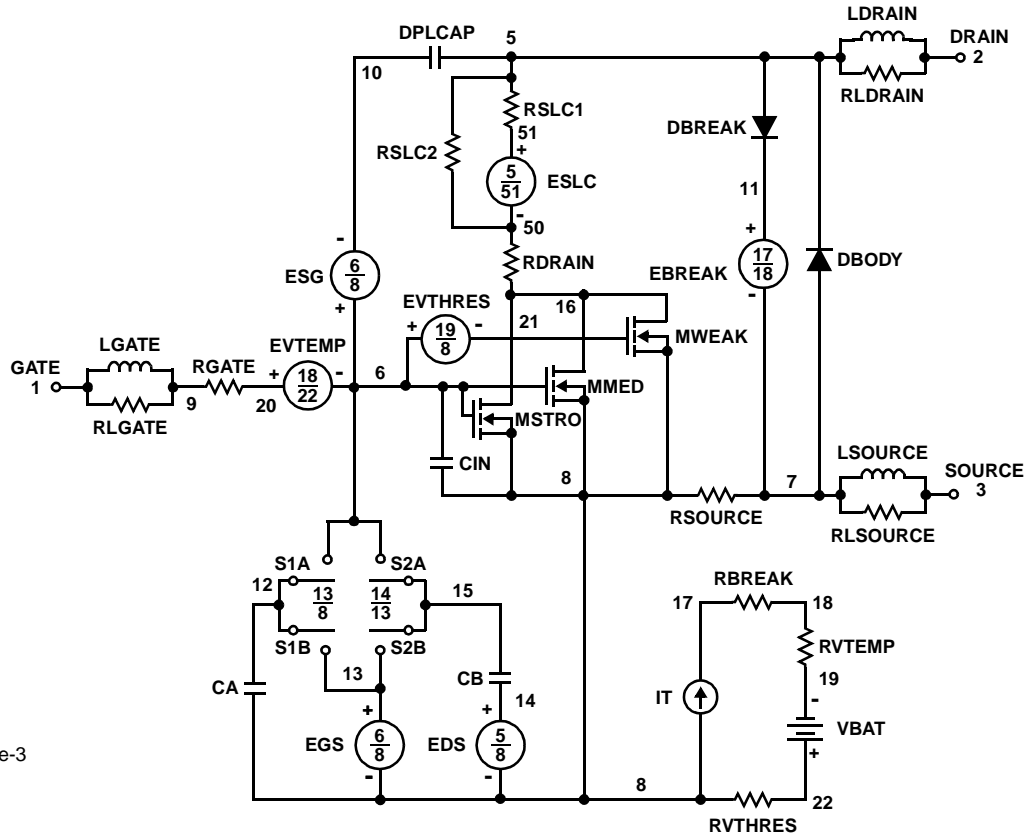 LDRAIN
DPLCAP 5 DRAIN
10 2
RSLC1 RLDRAIN
51 DBREAK
RSLC2 +
5
51 ESLC 11
- 50
- +
ESG 6
8 RDRAIN EBREAK 17
18 DBODY
+ -
EVTHRES 16
+ 19
8 - 21 MWEAK
LGATE EVTEMP
GATE RGATE + 18
22 - 6 MMED
1 9 20
RLGATE MSTRO
LSOURCE
CIN 8 7 SOURCE
3
RSOURCE RLSOURCE
S1A S2A
12 13
8 14
13 15
S1B S2B
RBREAK
17 18
RVTEMP
13 CB 19
CA 14 IT -
+ + VBAT
EGS 6
8 EDS 5
8 +
- - 8 22
RVTHRES
e-3